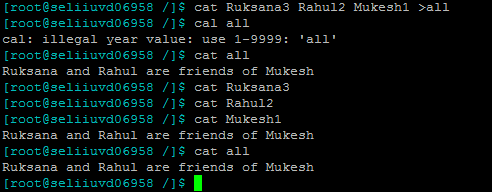 [root@seliiuvd06958 /]$ cat Ruksana3 Rahul2 Mukesh1 >all
[root@seliiuvd06958 /]$ cal all
cal: illegal year value: use 1-9999: 'all'
[root@seliiuvd06958 /]$ cat all
Ruksana and Rahul are friends of Mukesh
[root@seliiuvd06958 /]$ cat Ruksana3
[root@seliiuvd06958 /]$ cat Rahul2
[root@seliiuvd06958 /]$ cat Mukesh1
Ruksana and Rahul are friends of Mukesh
[root@seliiuvd06958 /]$ cat all
Ruksana and Rahul are friends of Mukesh
[root@seliiuvd06958 /]$